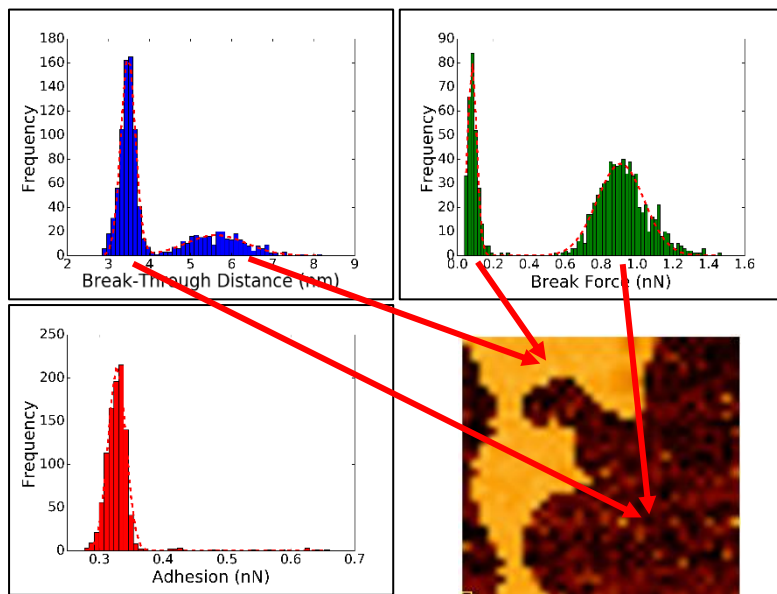 180
160
140
120
100
80
60
40
20
0
Frequency
2 3 4 5 6 7 8 9
Break-Through Distance (nm)
90
80
70
60
50
40
30
20
10
0
Frequency
0.0 0.2 0.4 0.6 0.8 1.0 1.2 1.4 1.6
Break Force (nN)
250
200
150
100
50
0
Frequency
0.3 0.4 0.5 0.6 0.7
Adhesion (nN)